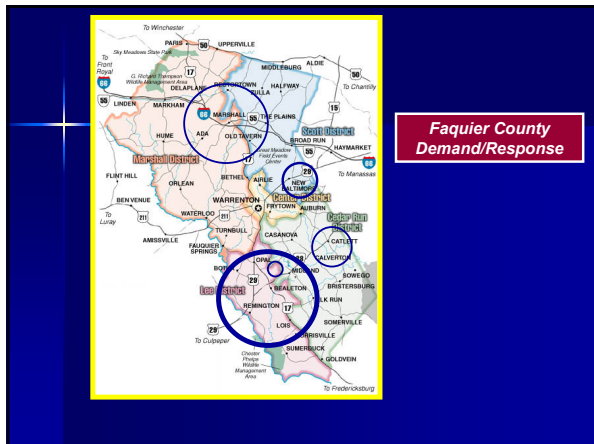 To Winchester
PARIS
50
UPPERVILLE
Sky Meadows State Park
ALDIE
MIDDLEBURG
To Front Royal
17
G. Richard Thompson Wildlife Management Area
50
To Chantilly
66
DELAPLANE
RECTORTOWN
HALFWAY
ZULLA
55
LINDEN
MARKHAM
66
MARSHALL
55
THE PLAINS
15
HUME
ADA
OLD TAVERN
Scott District
BROAD RUN
HAYMARKET
Great Meadow Field Events Center
55
66
To Manassas
Marshall District
17
29
FLINT HILL
BETHEL
AIRLIE
NEW BALTIMORE
ORLEAN
Center District
BEN VENUE
WARRENTON
FRYTOWN
AUBURN
211
WATERLOO
211
Cedar Run District
To Luray
TURNBULL
CASANOVA
AMISSVILLE
CATLETT
FAUQUIER SPRINGS
CALVERTON
OPAL
28
MIDLAND
SOWEGO
29
BEALETON
BRISTERSBURG
Lee District
ELK RUN
REMINGTON
17
29
LOIS
SOMERVILLE
To Culpeper
MORRISVILLE
SUMERDUCK
GOLDVEIN
Chester Phelps Wildlife Management Area
To Fredericksburg
Faquier County
Demand/Response